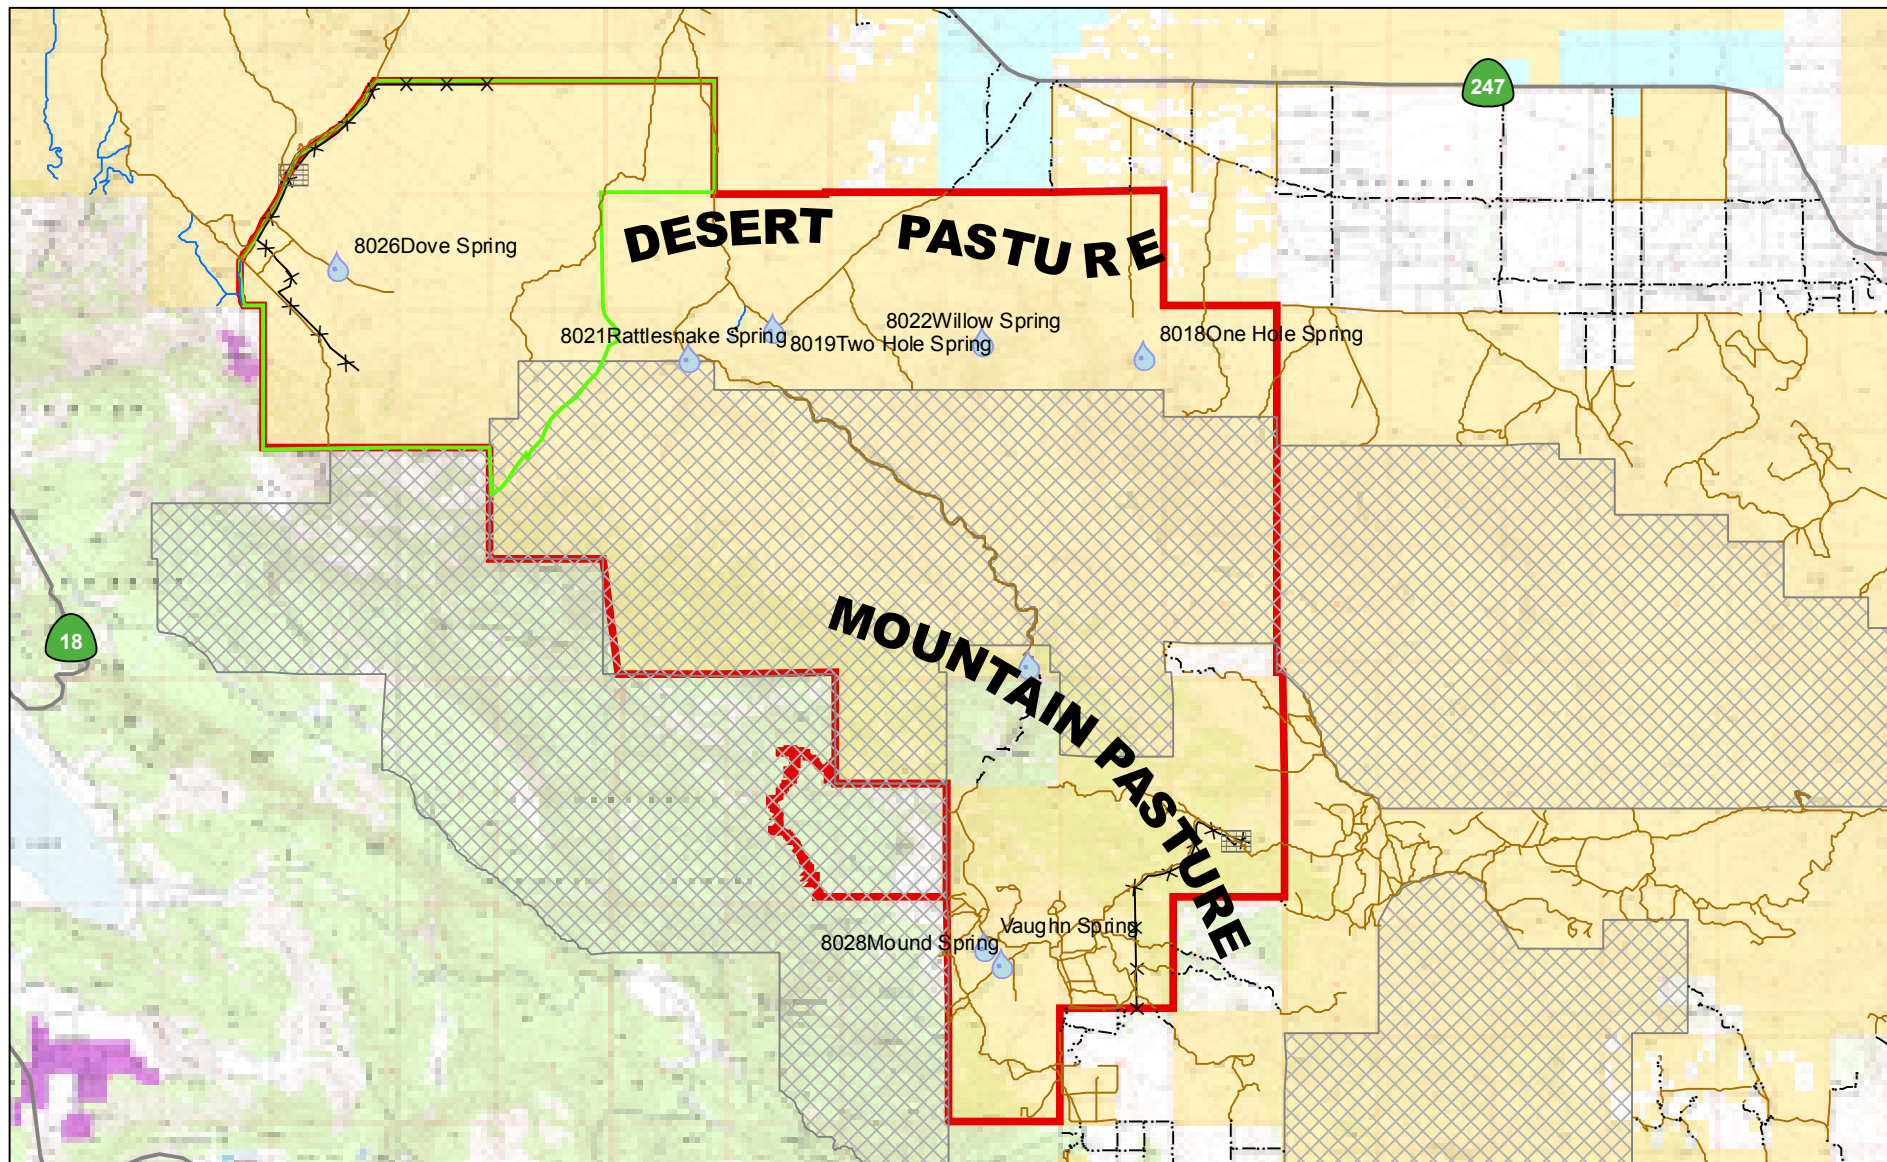 247
DESERT PASTURE
8026Dove Spring
8022Willow Spring
8021Rattlesnake Spring
8019Two Hole Spring
8018One Hole Spring
18
MOUNTAIN PASTURE
Vaughn Spring
8028Mound Spring